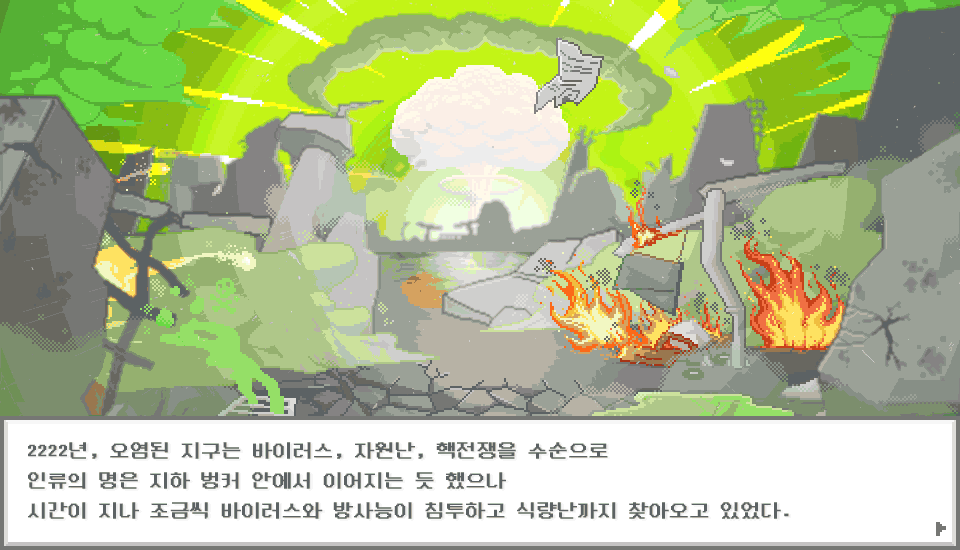 2222년, 오염된 지구는 바이러스, 자원난, 핵전쟁을 수순으로
인류의 명은 지하 벙커 안에서 이어지는 듯 했으나
시간이 지나 조금씩 바이러스와 방사능이 침투하고 식량난까지 찾아오고 있었다.